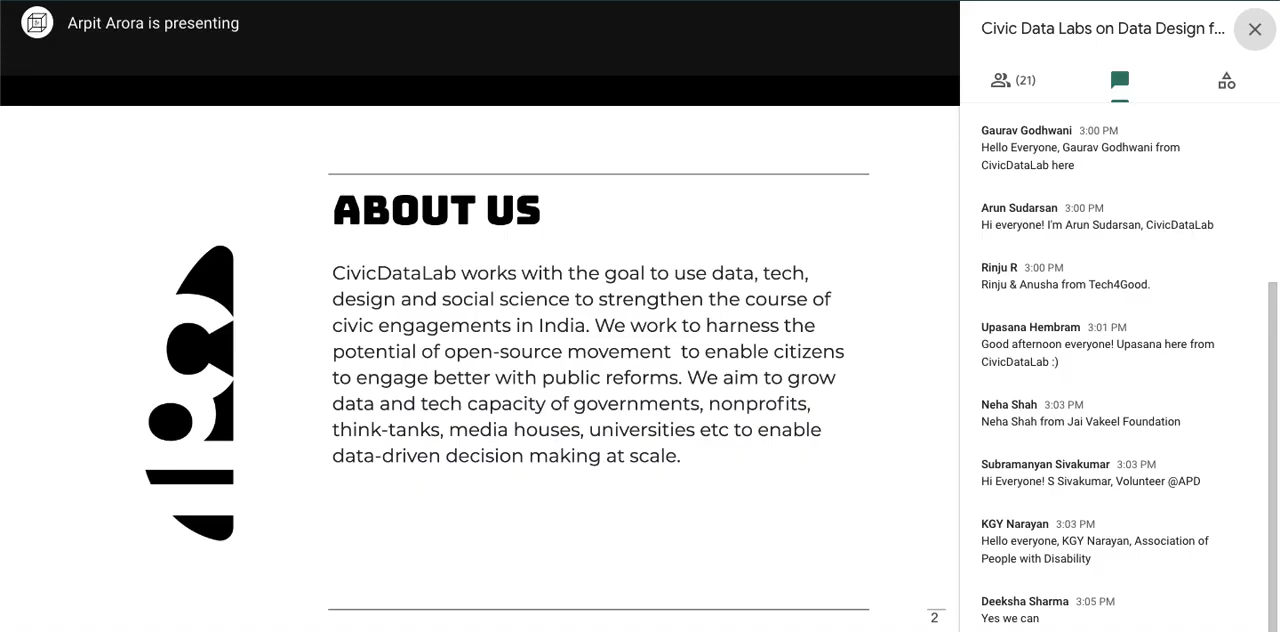 Arpit Arora is presenting
ABOUT US
CivicDataLab works with the goal to use data, tech,
design and social science to strengthen the course of
civic engagements in India. We work to harness the
potential of open-source movement  to enable citizens
to engage better with public reforms. We aim to grow
data and tech capacity of governments, nonprofits,
think-tanks, media houses, universities etc to enable
data-driven decision making at scale.
2
Civic Data Labs on Data Design f...
(21)
Gaurav Godhwani 3:00 PM
Hello Everyone, Gaurav Godhwani from
CivicDataLab here
Arun Sudarsan 3:00 PM
Hi everyone! I'm Arun Sudarsan, CivicDataLab
Rinju R 3:00 PM
Rinju & Anusha from Tech4Good.
Upasana Hembram 3:01 PM
Good afternoon everyone! Upasana here from
CivicDataLab :)
Neha Shah 3:03 PM
Neha Shah from Jai Vakeel Foundation
Subramanyan Sivakumar 3:03 PM
Hi Everyone! S Sivakumar, Volunteer @APD
KGY Narayan 3:03 PM
Hello everyone, KGY Narayan, Association of
People with Disability
Deeksha Sharma 3:05 PM
Yes we can